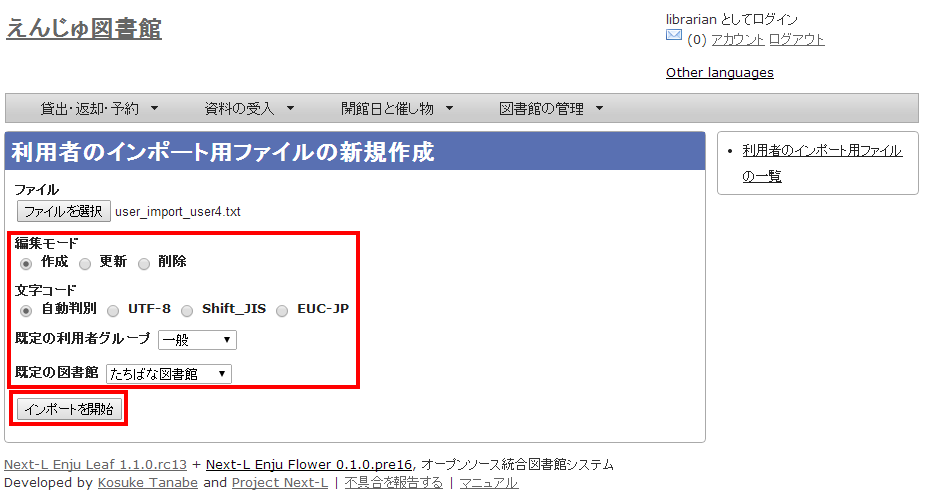 えんじゅ図書館
librarian としてログイン
(0) アカウント ログアウト
Other languages
貸出・返却・予約 ▼ 資料の受入 ▼ 開館日と催し物 ▼ 図書館の管理 ▼
利用者のインポート用ファイルの新規作成
ファイル
ファイルを選択 user_import_user4.txt
編集モード
作成 更新 削除
文字コード
自動判別 UTF-8 Shift_JIS EUC-JP
既定の利用者グループ 一般 ▼
既定の図書館 たちばな図書館 ▼
インポートを開始
• 利用者のインポート用ファイル
の一覧
Next-L Enju Leaf 1.1.0.rc13 + Next-L Enju Flower 0.1.0.pre16, オープンソース統合図書館システム
Developed by Kosuke Tanabe and Project Next-L | 不具合を報告する | マニュアル